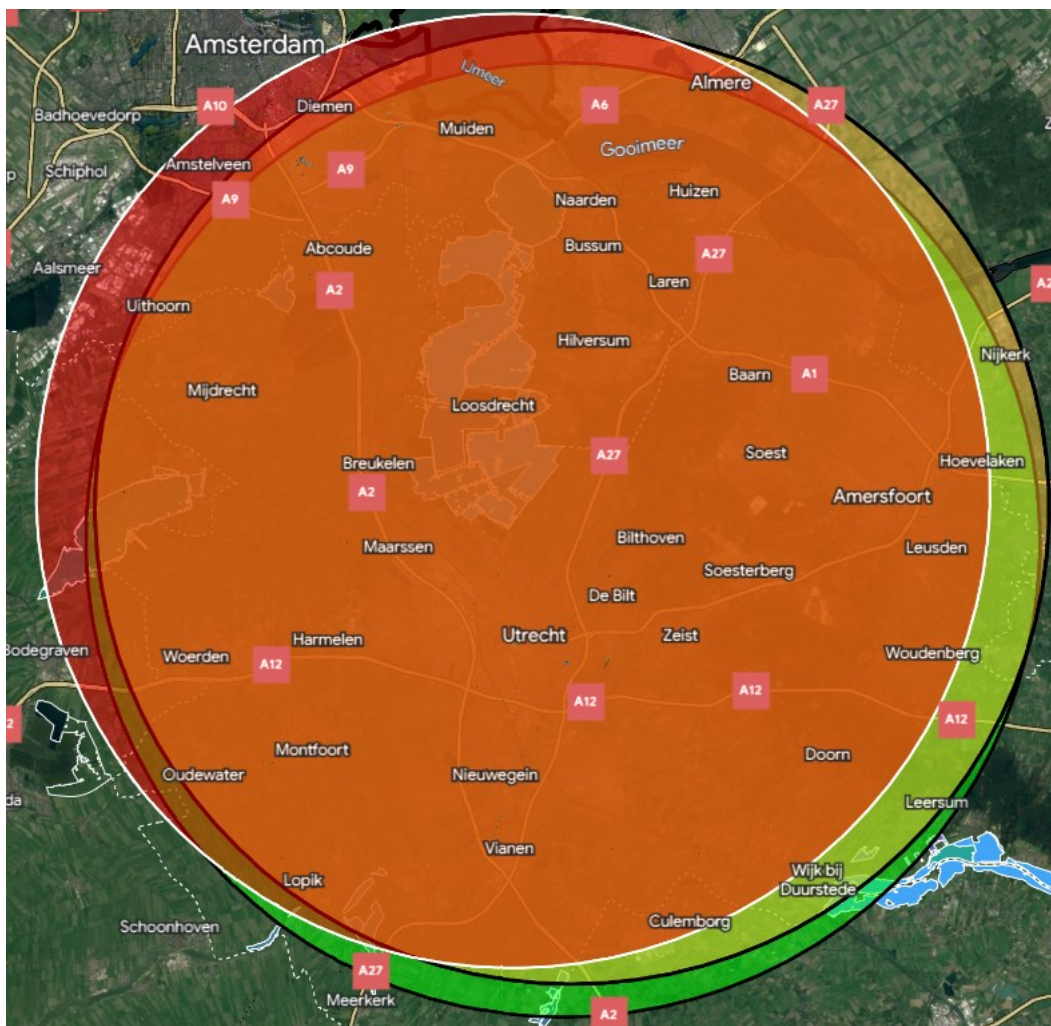 Amsterdam
IJmeer
Almere
A10
Diemen
A6
A27
Badhoevedorp
Muiden
Gooimeer
Amstelveen
Schiphol
A9
A9
Naarden
Huizen
Abcoude
Bussum
A27
Aalsmeer
A2
Laren
Uithoorn
Hilversum
Nijkerk
Mijdrecht
Baarn
A1
Loosdrecht
Breukelen
A27
Soest
Hoevelaken
A2
Amersfoort
Maarssen
Bilthoven
Leusden
Soesterberg
De Bilt
Utrecht
Zeist
Harmelen
Bodegraven
Woerden
A12
Woudenberg
A12
A12
A12
Montfoort
Doorn
Oudewater
Nieuwegein
Leersum
Vianen
Lopik
Wijk bij
Duurstede
Schoonhoven
Culemborg
A27
Meerkerk
A2